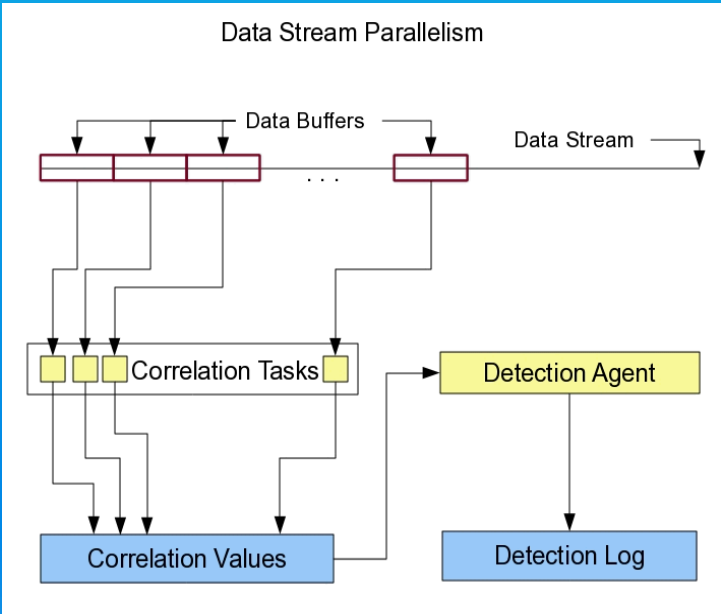 Data Stream Parallelism
Data Buffers
Data Stream
. . .
Correlation Tasks
Detection Agent
Correlation Values
Detection Log